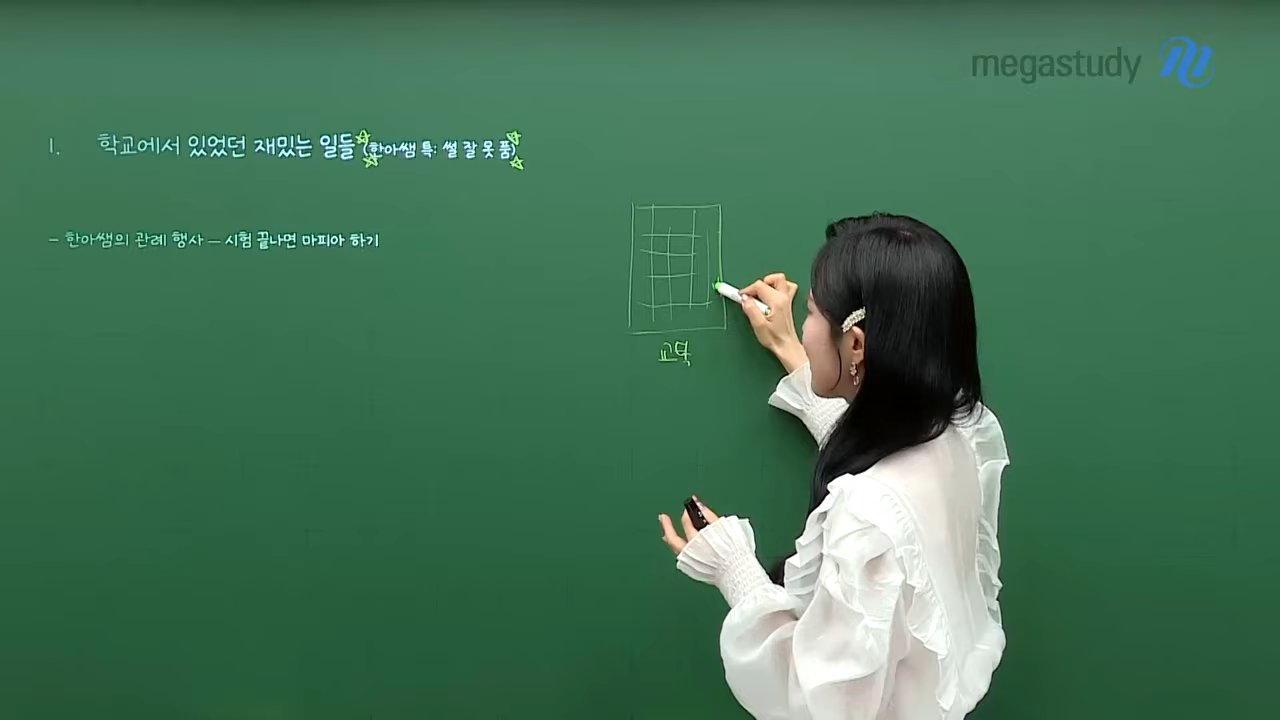 megastudy
1. 학교에서 있었던 재밌는 일들 (한아쌤 특: 썰 잘 못 품)
- 한아쌤의 관례 행사 - 시험 끝나면 마피아 하기
교탁